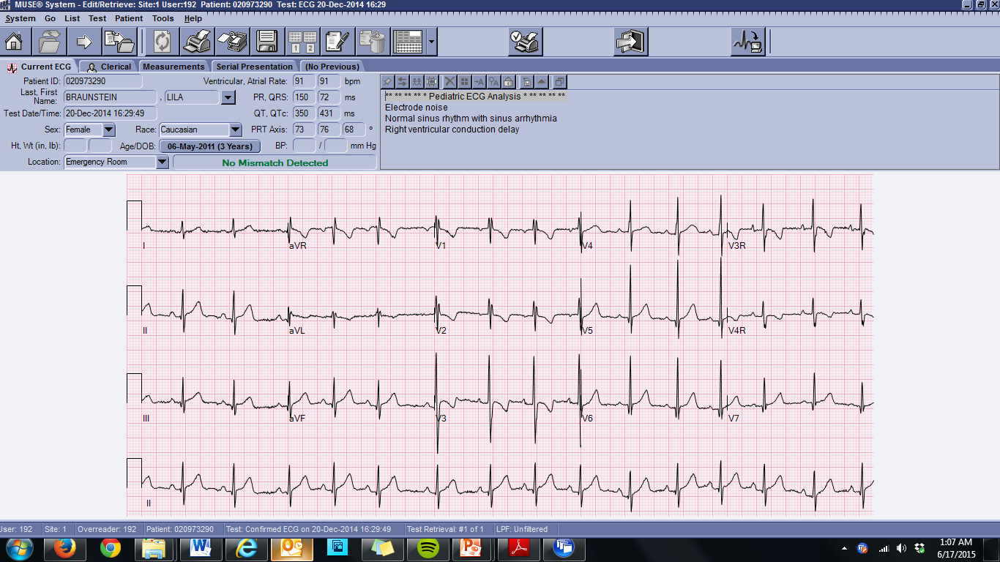 MUSE® System - Edit/Retrieve: Site:1 User:192 Patient: 020973290 Test: ECG 20-Dec-2014 16:29
System Go List Test Patient Tools Help
1 2
Current ECG Clerical Measurements Serial Presentation (No Previous)
Patient ID: 020973290 Ventricular, Atrial Rate: 91 91 bpm
Last, First Name: BRAUNSTEIN , LILA PR, QRS: 150 72 ms
Test Date/Time: 20-Dec-2014 16:29:49 QT, QTc: 350 431 ms
Sex: Female Race: Caucasian PRT Axis: 73 76 68 °
Ht, Wt (in, lb): Age/DOB: 06-May-2011 (3 Years) BP: / mm Hg
Location: Emergency Room No Mismatch Detected
** ** ** ** * Pediatric ECG Analysis * ** ** ** **
Electrode noise
Normal sinus rhythm with sinus arrhythmia
Right ventricular conduction delay
I aVR V1 V4 V3R
II aVL V2 V5 V4R
III aVF V3 V6 V7
II
User: 192 Site: 1 Overreader: 192 Patient: 020973290 Test: Confirmed ECG on 20-Dec-2014 16:29:49 Test Retrieval: #1 of 1 LPF: Unfiltered
1:07 AM
6/17/2015